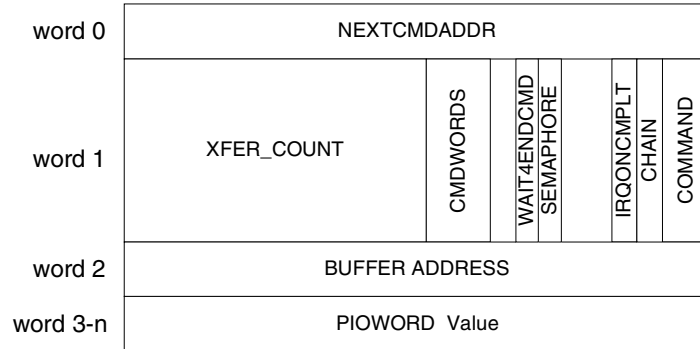 word 0 NEXTCMDADDR
word 1 XFER_COUNT CMDWORDS WAIT4ENDCMD SEMAPHORE IRQONCMPLT CHAIN COMMAND
word 2 BUFFER ADDRESS
word 3-n PIOWORD Value